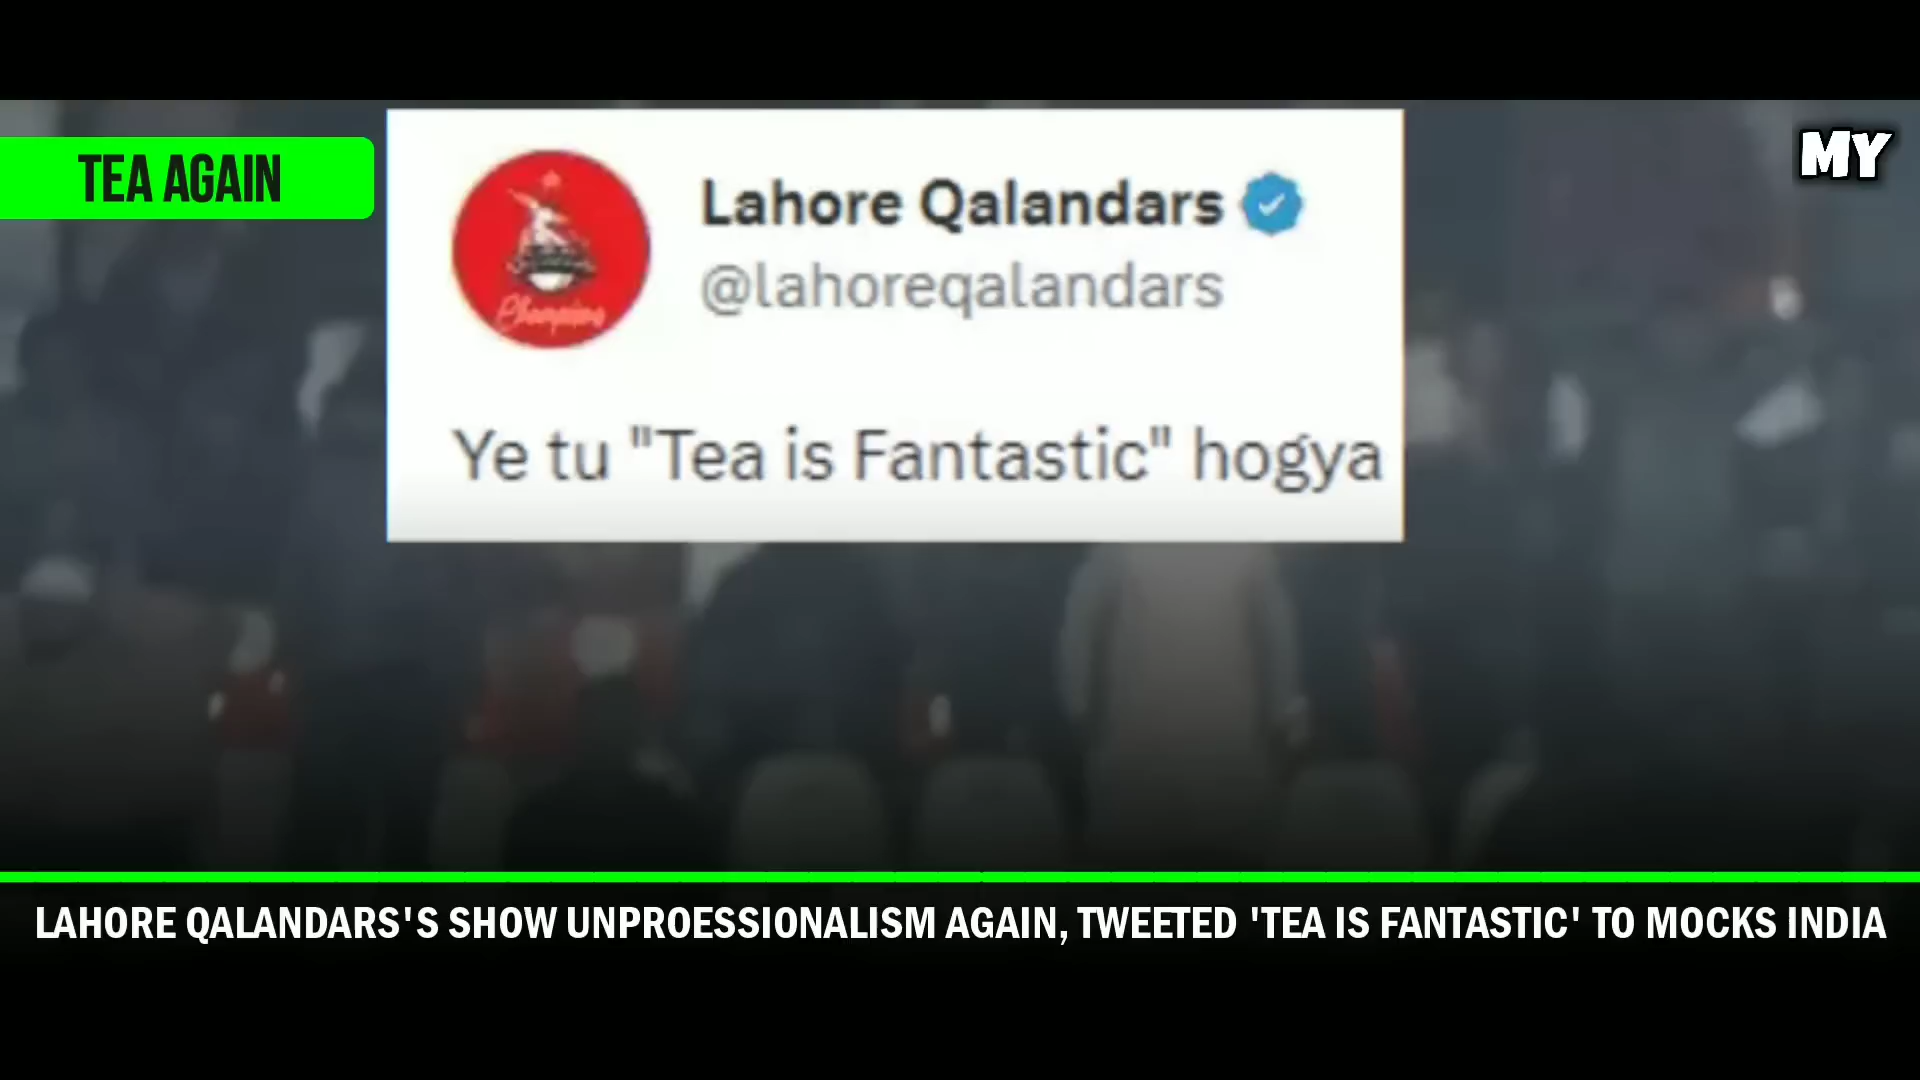 TEA AGAIN
MY
Lahore Qalandars
@lahoreqalandars
Champions
Ye tu "Tea is Fantastic" hogya
LAHORE QALANDARS'S SHOW UNPROESSIONALISM AGAIN, TWEETED 'TEA IS FANTASTIC' TO MOCKS INDIA